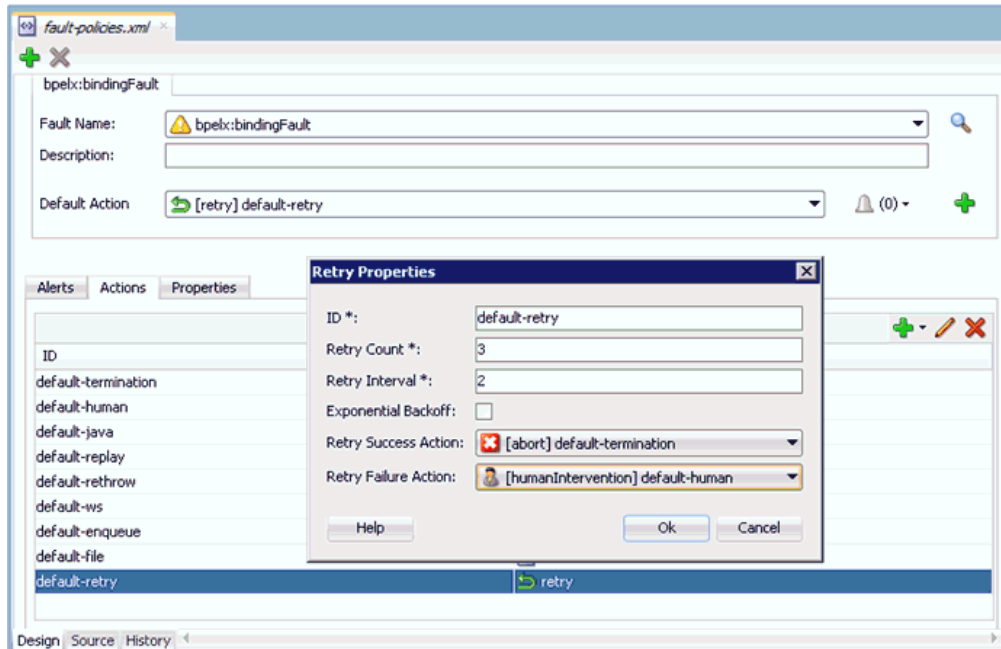 fault-policies.xml
bpelx:bindingFault
Fault Name: bpelx:bindingFault
Description:
Default Action [retry] default-retry (0)
Alerts Actions Properties
ID
default-termination
default-human
default-java
default-replay
default-rethrow
default-ws
default-enqueue
default-file
default-retry retry
Retry Properties
ID *: default-retry
Retry Count *: 3
Retry Interval *: 2
Exponential Backoff:
Retry Success Action: [abort] default-termination
Retry Failure Action: [humanIntervention] default-human
Help Ok Cancel
Design Source History